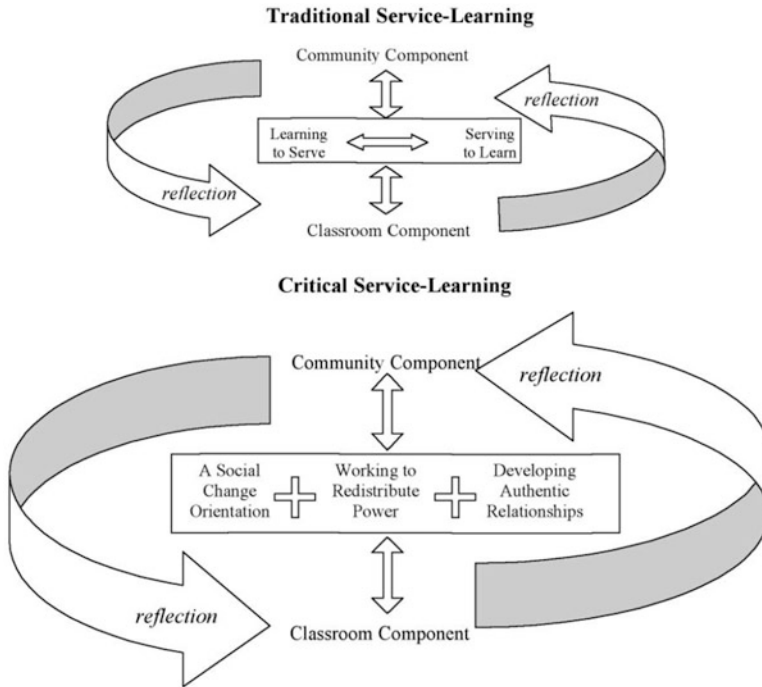 Traditional Service-Learning
Community Component
reflection
Learning
to Serve
Serving
to Learn
reflection
Classroom Component
Critical Service-Learning
Community Component
reflection
A Social
Change
Orientation
Working to
Redistribute
Power
Developing
Authentic
Relationships
reflection
Classroom Component